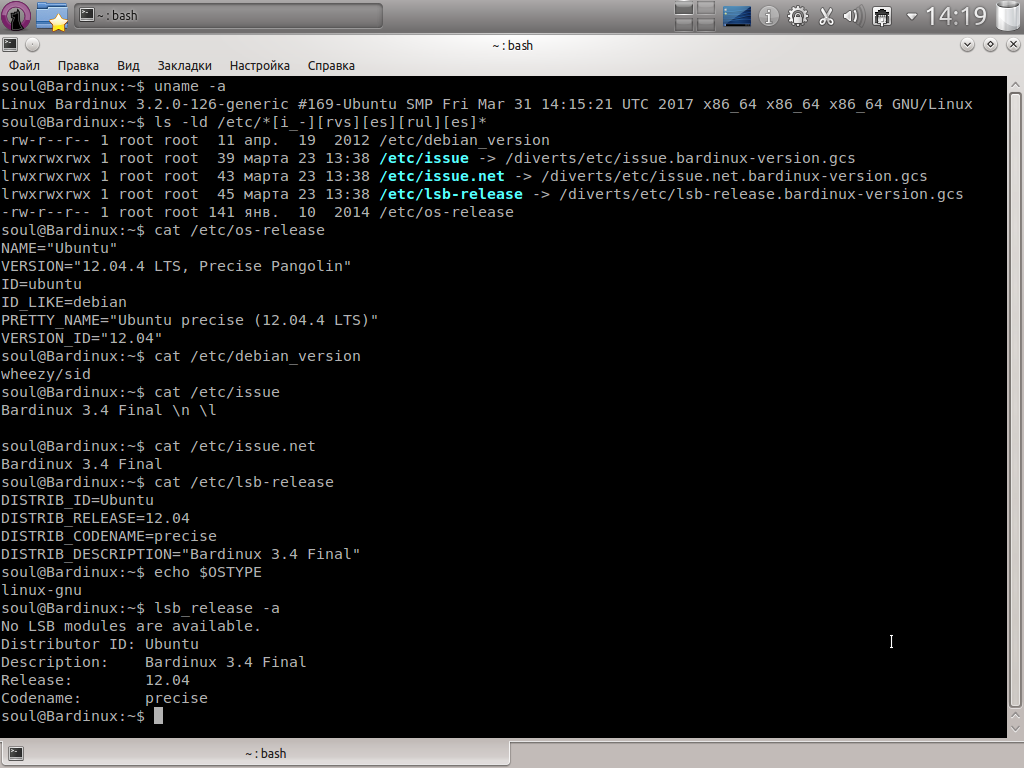 ~ : bash
14:19
~ : bash
Файл Правка Вид Закладки Настройка Справка
soul@Bardinux:~$ uname -a
Linux Bardinux 3.2.0-126-generic #169-Ubuntu SMP Fri Mar 31 14:15:21 UTC 2017 x86_64 x86_64 x86_64 GNU/Linux
soul@Bardinux:~$ ls -ld /etc/*[i_-][rvs][es][rul][es]*
-rw-r--r-- 1 root root  11 апр.  19  2012 /etc/debian_version
lrwxrwxrwx 1 root root  39 марта 23 13:38 /etc/issue -> /diverts/etc/issue.bardinux-version.gcs
lrwxrwxrwx 1 root root  43 марта 23 13:38 /etc/issue.net -> /diverts/etc/issue.net.bardinux-version.gcs
lrwxrwxrwx 1 root root  45 марта 23 13:38 /etc/lsb-release -> /diverts/etc/lsb-release.bardinux-version.gcs
-rw-r--r-- 1 root root 141 янв.  10  2014 /etc/os-release
soul@Bardinux:~$ cat /etc/os-release
NAME="Ubuntu"
VERSION="12.04.4 LTS, Precise Pangolin"
ID=ubuntu
ID_LIKE=debian
PRETTY_NAME="Ubuntu precise (12.04.4 LTS)"
VERSION_ID="12.04"
soul@Bardinux:~$ cat /etc/debian_version
wheezy/sid
soul@Bardinux:~$ cat /etc/issue
Bardinux 3.4 Final \n \l

soul@Bardinux:~$ cat /etc/issue.net
Bardinux 3.4 Final
soul@Bardinux:~$ cat /etc/lsb-release
DISTRIB_ID=Ubuntu
DISTRIB_RELEASE=12.04
DISTRIB_CODENAME=precise
DISTRIB_DESCRIPTION="Bardinux 3.4 Final"
soul@Bardinux:~$ echo $OSTYPE
linux-gnu
soul@Bardinux:~$ lsb_release -a
No LSB modules are available.
Distributor ID: Ubuntu
Description:    Bardinux 3.4 Final
Release:        12.04
Codename:       precise
soul@Bardinux:~$
~ : bash